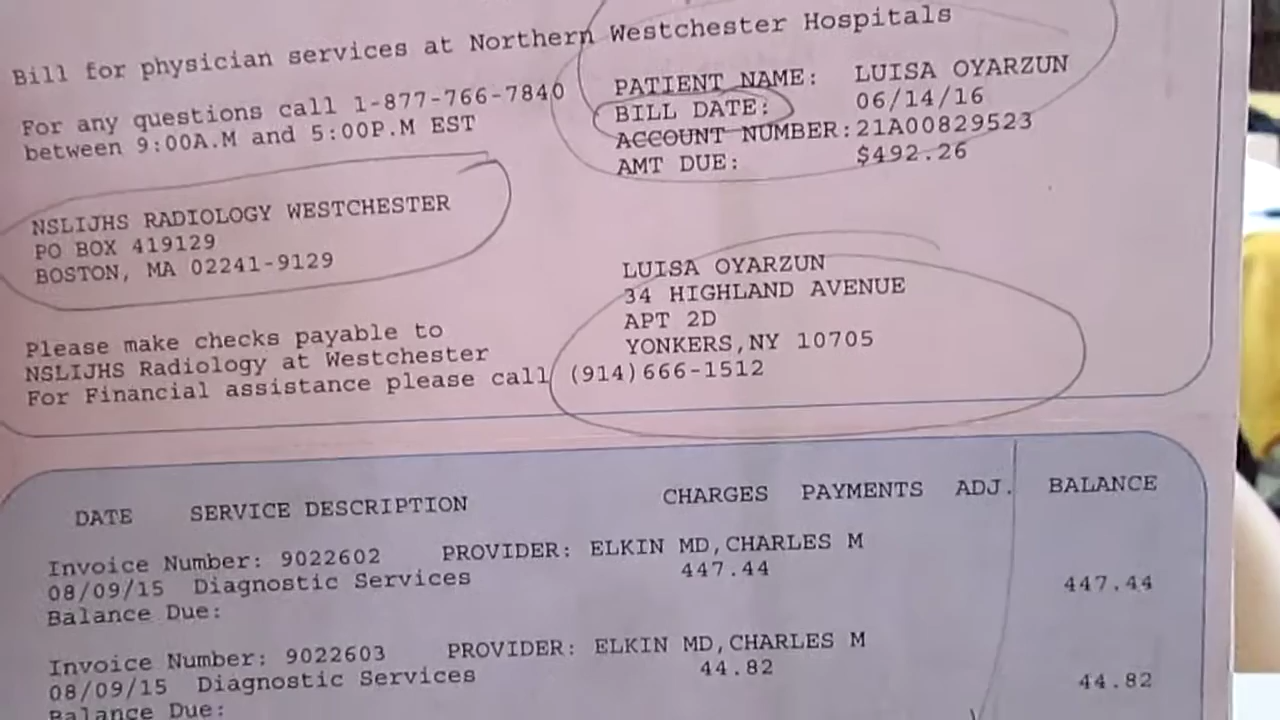 Bill for physician services at Northern Westchester Hospitals
For any questions call 1-877-766-7840
between 9:00A.M and 5:00P.M EST
PATIENT NAME: LUISA OYARZUN
BILL DATE: 06/14/16
ACCOUNT NUMBER:21A00829523
AMT DUE: $492.26
NSLIJHS RADIOLOGY WESTCHESTER
PO BOX 419129
BOSTON, MA 02241-9129
LUISA OYARZUN
34 HIGHLAND AVENUE
APT 2D
YONKERS,NY 10705
Please make checks payable to
NSLIJHS Radiology at Westchester
For Financial assistance please call (914)666-1512
DATE SERVICE DESCRIPTION CHARGES PAYMENTS ADJ. BALANCE
Invoice Number: 9022602 PROVIDER: ELKIN MD,CHARLES M
08/09/15 Diagnostic Services 447.44
Balance Due: 447.44
Invoice Number: 9022603 PROVIDER: ELKIN MD,CHARLES M
08/09/15 Diagnostic Services 44.82
Balance Due: 44.82